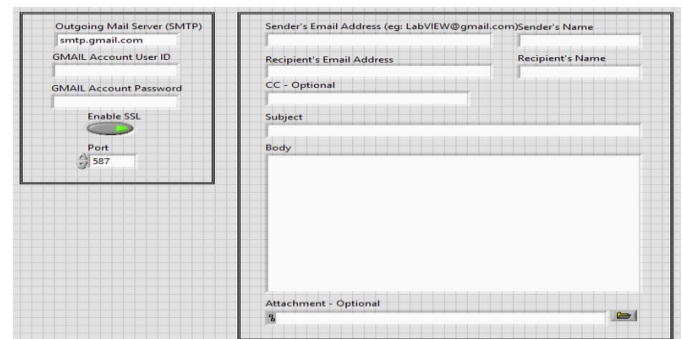 Outgoing Mail Server (SMTP)
smtp.gmail.com
GMAIL Account User ID
GMAIL Account Password
Enable SSL
Port
587
Sender's Email Address (eg: LabVIEW@gmail.com)
Sender's Name
Recipient's Email Address
Recipient's Name
CC - Optional
Subject
Body
Attachment - Optional